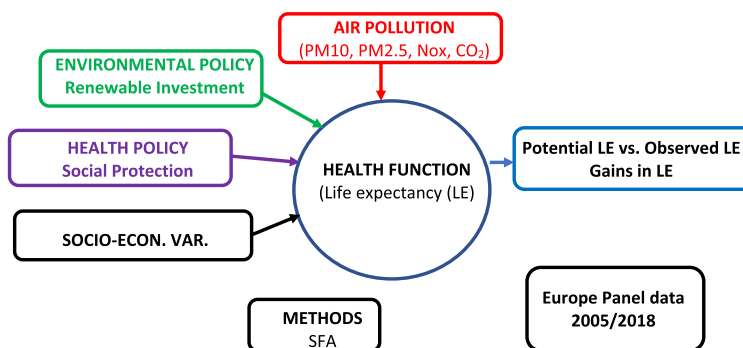 AIR POLLUTION
(PM10, PM2.5, Nox, CO₂)
ENVIRONMENTAL POLICY
Renewable Investment
HEALTH POLICY
Social Protection
HEALTH FUNCTION
(Life expectancy (LE)
Potential LE vs. Observed LE
Gains in LE
SOCIO-ECON. VAR.
METHODS
SFA
Europe Panel data
2005/2018